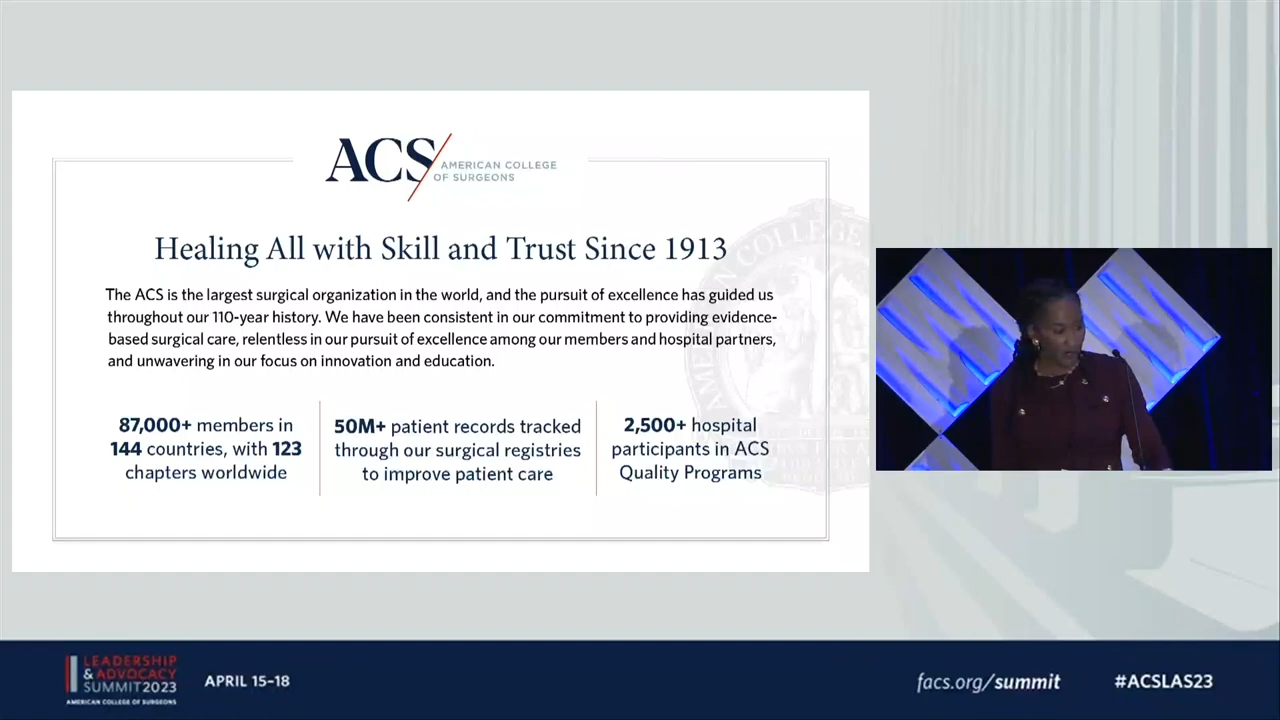 ACS AMERICAN COLLEGE
OF SURGEONS
Healing All with Skill and Trust Since 1913
The ACS is the largest surgical organization in the world, and the pursuit of excellence has guided us
throughout our 110-year history. We have been consistent in our commitment to providing evidence-
based surgical care, relentless in our pursuit of excellence among our members and hospital partners,
and unwavering in our focus on innovation and education.
87,000+ members in
144 countries, with 123
chapters worldwide
50M+ patient records tracked
through our surgical registries
to improve patient care
2,500+ hospital
participants in ACS
Quality Programs
LEADERSHIP
& ADVOCACY
SUMMIT2023
AMERICAN COLLEGE OF SURGEONS
APRIL 15–18
facs.org/summit
#ACSLAS23